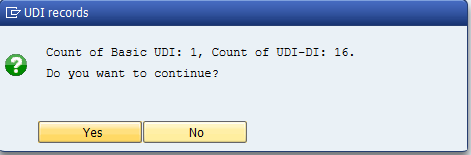 UDI records
Count of Basic UDI: 1, Count of UDI-DI: 16.
Do you want to continue?
Yes No